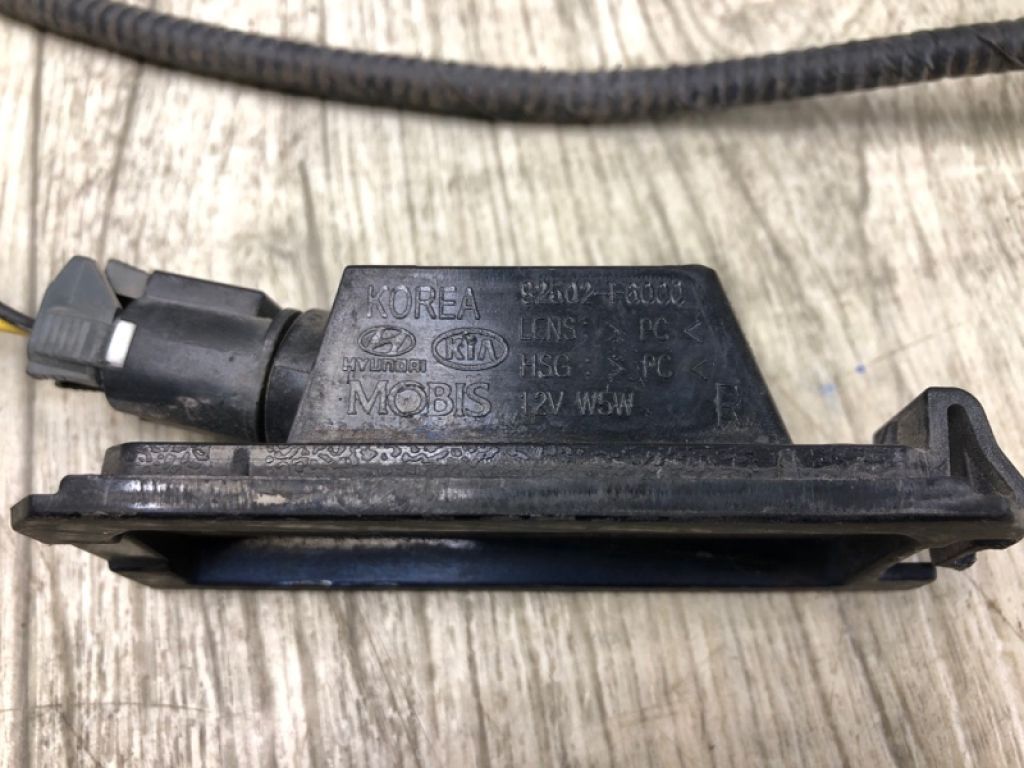 KOREA
HYUNDAI
KIA
MOBIS
92502-F6000
LENS: > PC <
HSG : > PC <
12V W5W